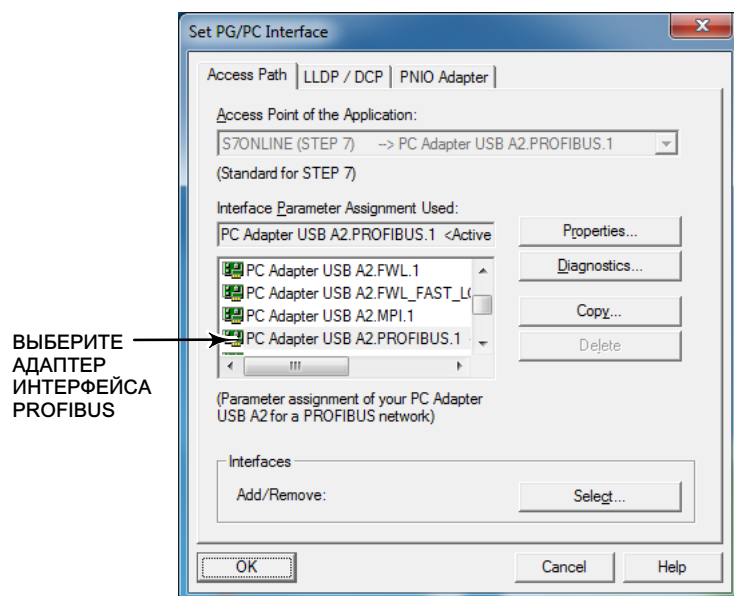 Set PG/PC Interface
Access Path LLDP / DCP PNIO Adapter
Access Point of the Application:
S7ONLINE (STEP 7) --> PC Adapter USB A2.PROFIBUS.1
(Standard for STEP 7)
Interface Parameter Assignment Used:
PC Adapter USB A2.PROFIBUS.1 <Active
Properties...
Diagnostics...
PC Adapter USB A2.FWL.1
PC Adapter USB A2.FWL_FAST_L
PC Adapter USB A2.MPI.1
PC Adapter USB A2.PROFIBUS.1
Copy...
Delete
ВЫБЕРИТЕ
АДАПТЕР
ИНТЕРФЕЙСА
PROFIBUS
(Parameter assignment of your PC Adapter
USB A2 for a PROFIBUS network)
Interfaces
Add/Remove:
Select...
OK
Cancel
Help